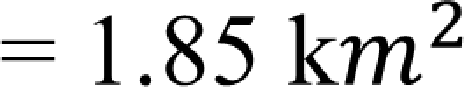 = 1.85 km²